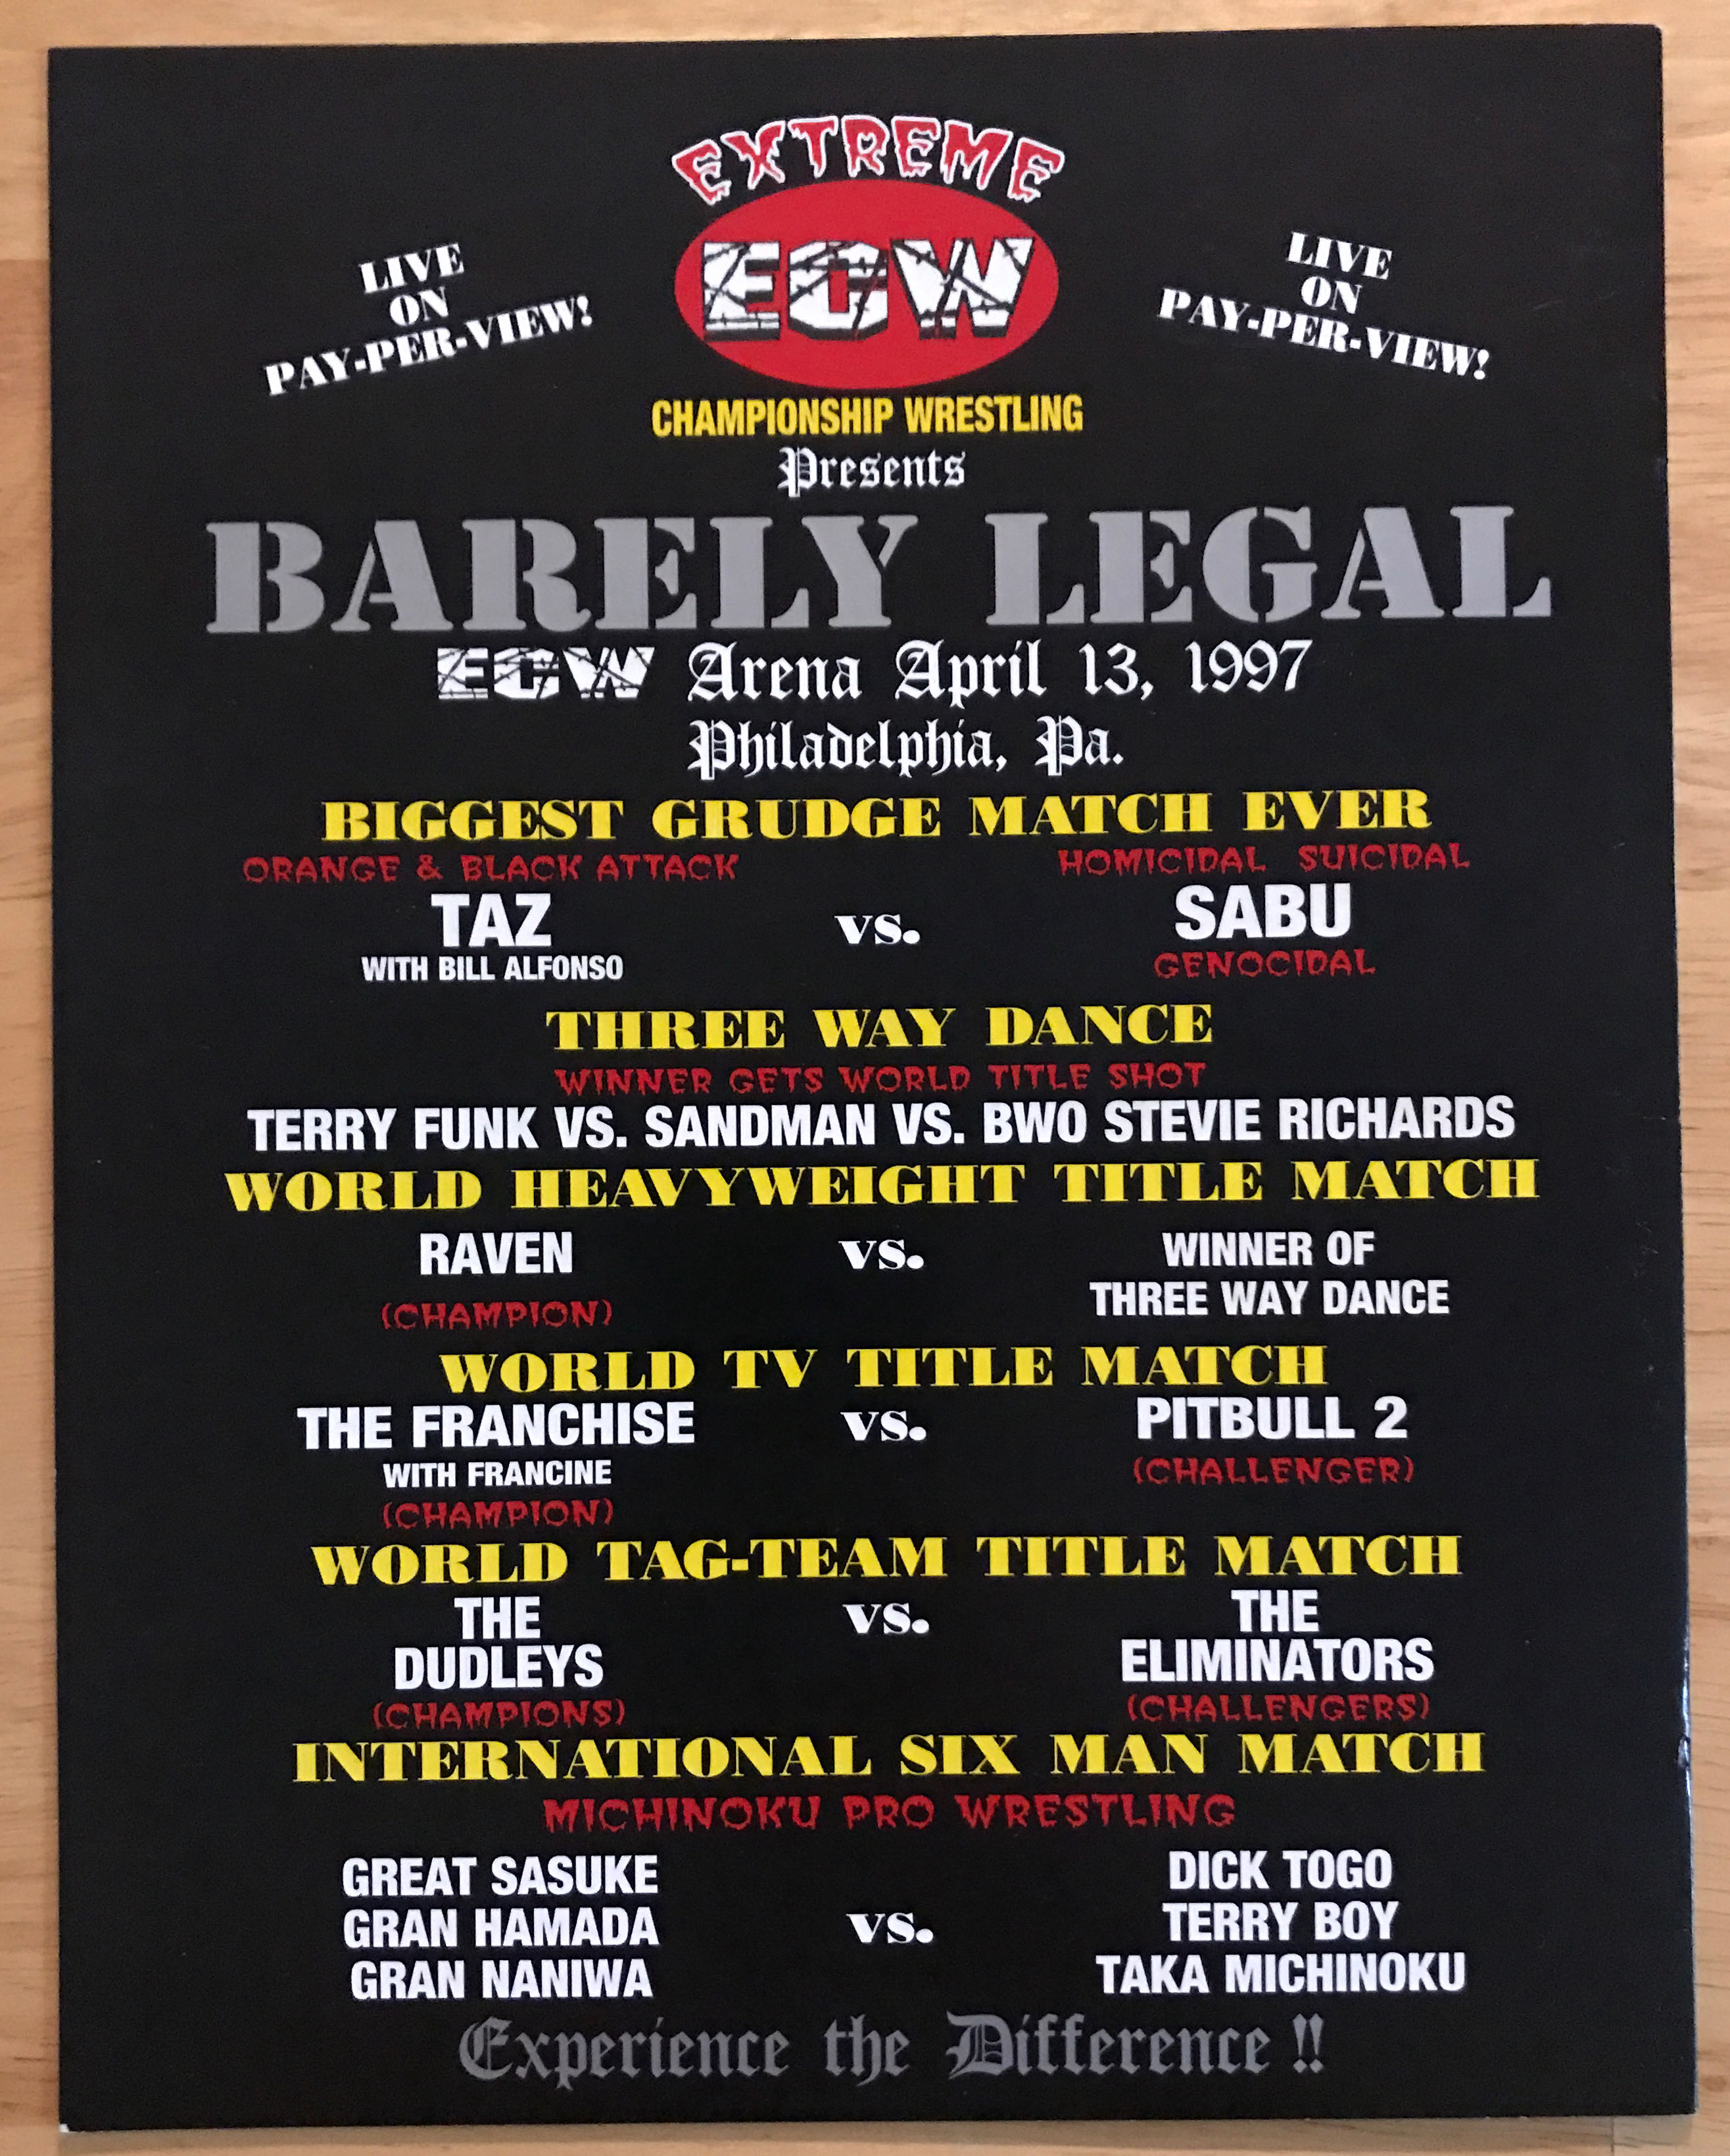 EXTREME
ECW
LIVE
ON
PAY-PER-VIEW!
LIVE
ON
PAY-PER-VIEW!
CHAMPIONSHIP WRESTLING
Presents
BARELY LEGAL
ECW Arena April 13, 1997
Philadelphia, Pa.
BIGGEST GRUDGE MATCH EVER
ORANGE & BLACK ATTACK HOMICIDAL SUICIDAL
TAZ vs. SABU
WITH BILL ALFONSO GENOCIDAL
THREE WAY DANCE
WINNER GETS WORLD TITLE SHOT
TERRY FUNK VS. SANDMAN VS. BWO STEVIE RICHARDS
WORLD HEAVYWEIGHT TITLE MATCH
RAVEN vs. WINNER OF
THREE WAY DANCE
(CHAMPION)
WORLD TV TITLE MATCH
THE FRANCHISE vs. PITBULL 2
WITH FRANCINE (CHALLENGER)
(CHAMPION)
WORLD TAG-TEAM TITLE MATCH
THE vs. THE
DUDLEYS ELIMINATORS
(CHAMPIONS) (CHALLENGERS)
INTERNATIONAL SIX MAN MATCH
MICHINOKU PRO WRESTLING
GREAT SASUKE DICK TOGO
GRAN HAMADA vs. TERRY BOY
GRAN NANIWA TAKA MICHINOKU
Experience the Difference !!